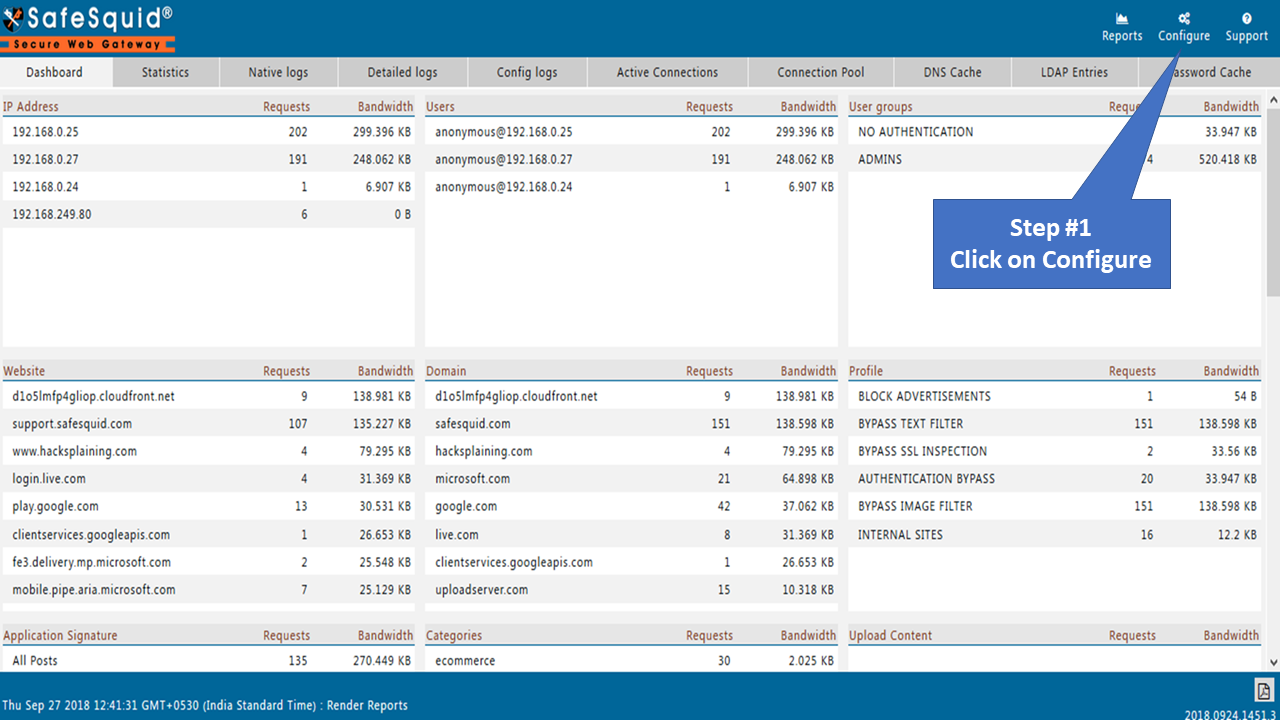 SafeSquid®
Secure Web Gateway
Reports Configure Support
Dashboard Statistics Native logs Detailed logs Config logs Active Connections Connection Pool DNS Cache LDAP Entries Cache
IP Address Requests Bandwidth
192.168.0.25 202 299.396 KB
192.168.0.27 191 248.062 KB
192.168.0.24 1 6.907 KB
192.168.249.80 6 0 B
Users Requests Bandwidth
anonymous@192.168.0.25 202 299.396 KB
anonymous@192.168.0.27 191 248.062 KB
anonymous@192.168.0.24 1 6.907 KB
User groups Bandwidth
NO AUTHENTICATION 33.947 KB
ADMINS 4 520.418 KB
Step #1
Click on Configure
Website Requests Bandwidth
d1o5lmfp4gliop.cloudfront.net 9 138.981 KB
support.safesquid.com 107 135.227 KB
www.hacksplaining.com 4 79.295 KB
login.live.com 4 31.369 KB
play.google.com 13 30.531 KB
clientservices.googleapis.com 1 26.653 KB
fe3.delivery.mp.microsoft.com 2 25.548 KB
mobile.pipe.aria.microsoft.com 7 25.129 KB
Domain Requests Bandwidth
d1o5lmfp4gliop.cloudfront.net 9 138.981 KB
safesquid.com 151 138.598 KB
hacksplaining.com 4 79.295 KB
microsoft.com 21 64.898 KB
google.com 42 37.062 KB
live.com 8 31.369 KB
clientservices.googleapis.com 1 26.653 KB
uploadserver.com 15 10.318 KB
Profile Requests Bandwidth
BLOCK ADVERTISEMENTS 1 54 B
BYPASS TEXT FILTER 151 138.598 KB
BYPASS SSL INSPECTION 2 33.56 KB
AUTHENTICATION BYPASS 20 33.947 KB
BYPASS IMAGE FILTER 151 138.598 KB
INTERNAL SITES 16 12.2 KB
Application Signature Requests Bandwidth
All Posts 135 270.449 KB
Categories Requests Bandwidth
ecommerce 30 2.025 KB
Upload Content Requests Bandwidth
Thu Sep 27 2018 12:41:31 GMT+0530 (India Standard Time) : Render Reports
2018.0924.1451.3